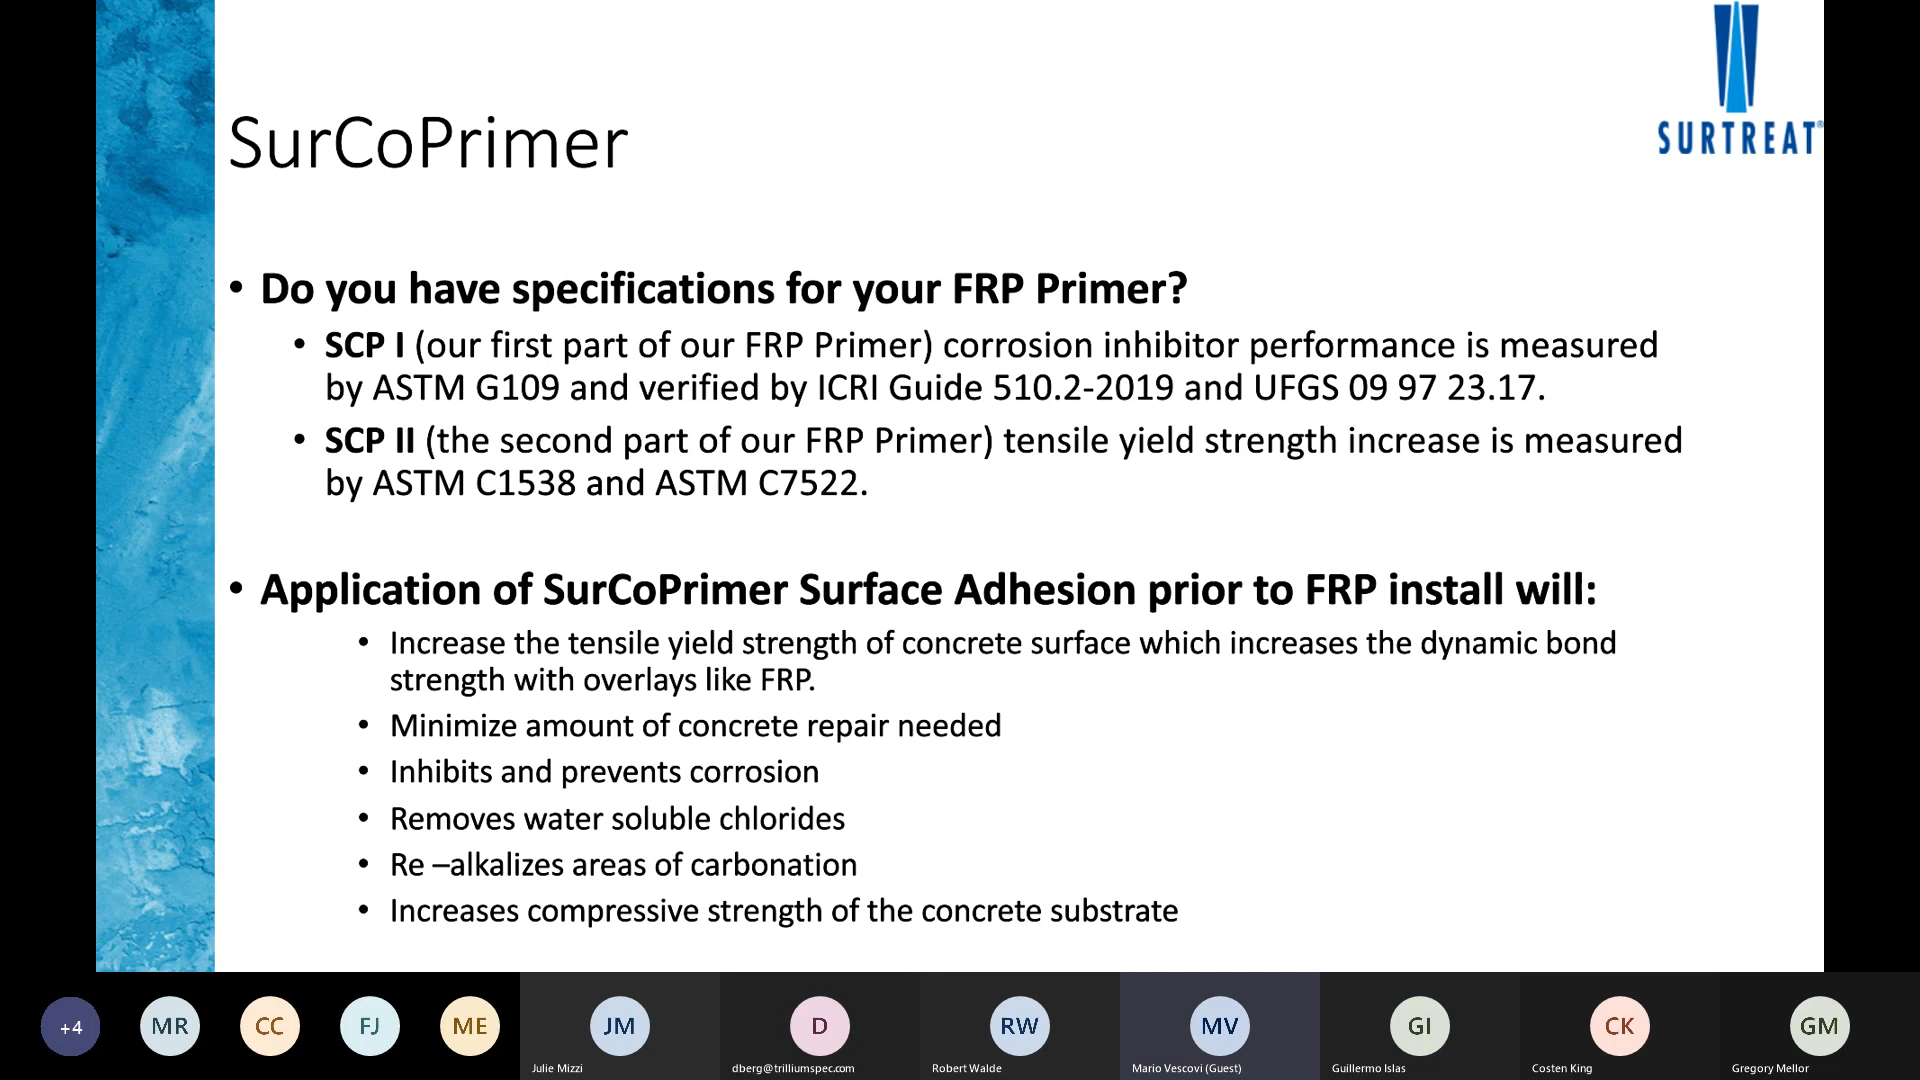 SURTREAT®
SurCoPrimer
• Do you have specifications for your FRP Primer?
• SCP I (our first part of our FRP Primer) corrosion inhibitor performance is measured
by ASTM G109 and verified by ICRI Guide 510.2-2019 and UFGS 09 97 23.17.
• SCP II (the second part of our FRP Primer) tensile yield strength increase is measured
by ASTM C1538 and ASTM C7522.
• Application of SurCoPrimer Surface Adhesion prior to FRP install will:
• Increase the tensile yield strength of concrete surface which increases the dynamic bond
strength with overlays like FRP.
• Minimize amount of concrete repair needed
• Inhibits and prevents corrosion
• Removes water soluble chlorides
• Re –alkalizes areas of carbonation
• Increases compressive strength of the concrete substrate
+4 MR CC FJ ME JM D RW MV GI CK GM
Julie Mizzi dberg@trilliumspec.com Robert Walde Mario Vescovi (Guest) Guillermo Islas Costen King Gregory Mellor